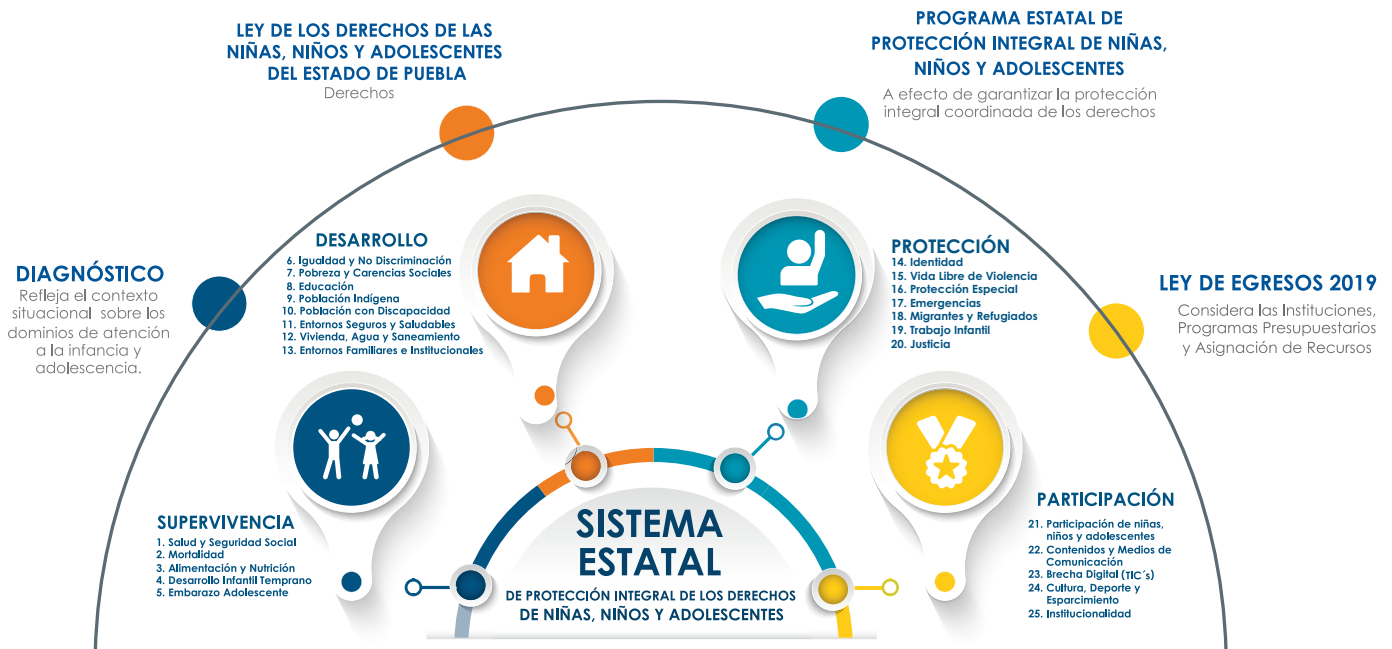 LEY DE LOS DERECHOS DE LAS
NIÑAS, NIÑOS Y ADOLESCENTES
DEL ESTADO DE PUEBLA
Derechos
PROGRAMA ESTATAL DE
PROTECCIÓN INTEGRAL DE NIÑAS,
NIÑOS Y ADOLESCENTES
A efecto de garantizar la protección
integral coordinada de los derechos
DIAGNÓSTICO
Refleja el contexto
situacional sobre los
dominios de atención
a la infancia y
adolescencia.
DESARROLLO
6. Igualdad y No Discriminación
7. Pobreza y Carencias Sociales
8. Educación
9. Población Indígena
10. Población con Discapacidad
11. Entornos Seguros y Saludables
12. Vivienda, Agua y Saneamiento
13. Entornos Familiares e Institucionales
PROTECCIÓN
14. Identidad
15. Vida Libre de Violencia
16. Protección Especial
17. Emergencias
18. Migrantes y Refugiados
19. Trabajo Infantil
20. Justicia
LEY DE EGRESOS 2019
Considera las Instituciones,
Programas Presupuestarios
y Asignación de Recursos
SUPERVIVENCIA
1. Salud y Seguridad Social
2. Mortalidad
3. Alimentación y Nutrición
4. Desarrollo Infantil Temprano
5. Embarazo Adolescente
SISTEMA
ESTATAL
DE PROTECCIÓN INTEGRAL DE LOS DERECHOS
DE NIÑAS, NIÑOS Y ADOLESCENTES
PARTICIPACIÓN
21. Participación de niñas,
niños y adolescentes
22. Contenidos y Medios de
Comunicación
23. Brecha Digital (TIC´s)
24. Cultura, Deporte y
Esparcimiento
25. Institucionalidad